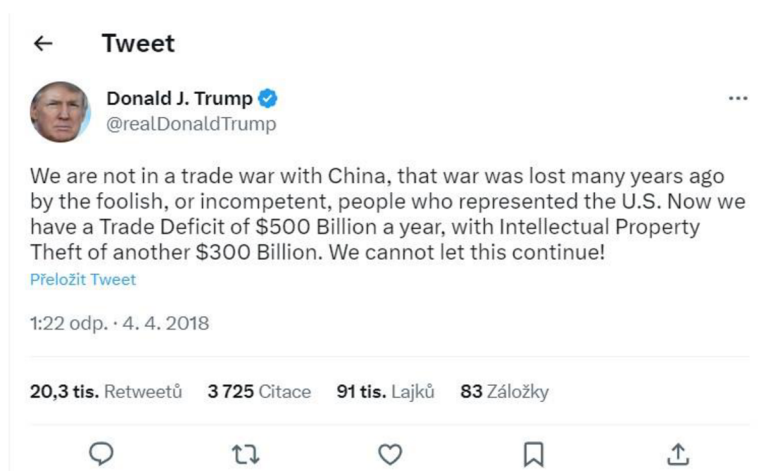 Tweet
Donald J. Trump
@realDonaldTrump
We are not in a trade war with China, that war was lost many years ago
by the foolish, or incompetent, people who represented the U.S. Now we
have a Trade Deficit of $500 Billion a year, with Intellectual Property
Theft of another $300 Billion. We cannot let this continue!
Přeložit Tweet
1:22 odp. · 4. 4. 2018
20,3 tis. Retweetů 3 725 Citace 91 tis. Lajků 83 Záložky